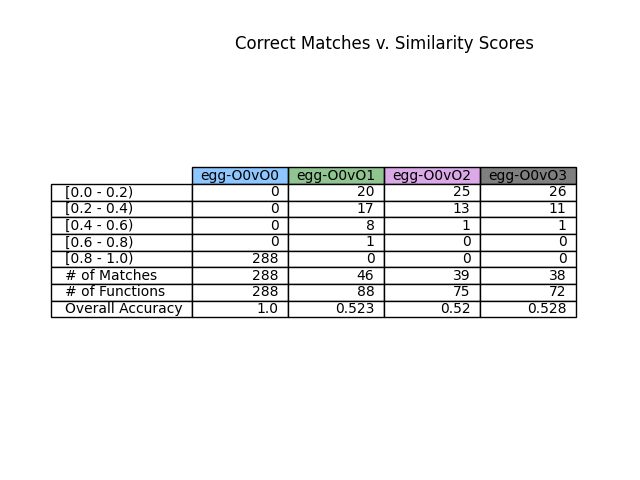 Correct Matches v. Similarity Scores
egg-O0vO0 egg-O0vO1 egg-O0vO2 egg-O0vO3
[0.0 - 0.2) 0 20 25 26
[0.2 - 0.4) 0 17 13 11
[0.4 - 0.6) 0 8 1 1
[0.6 - 0.8) 0 1 0 0
[0.8 - 1.0) 288 0 0 0
# of Matches 288 46 39 38
# of Functions 288 88 75 72
Overall Accuracy 1.0 0.523 0.52 0.528